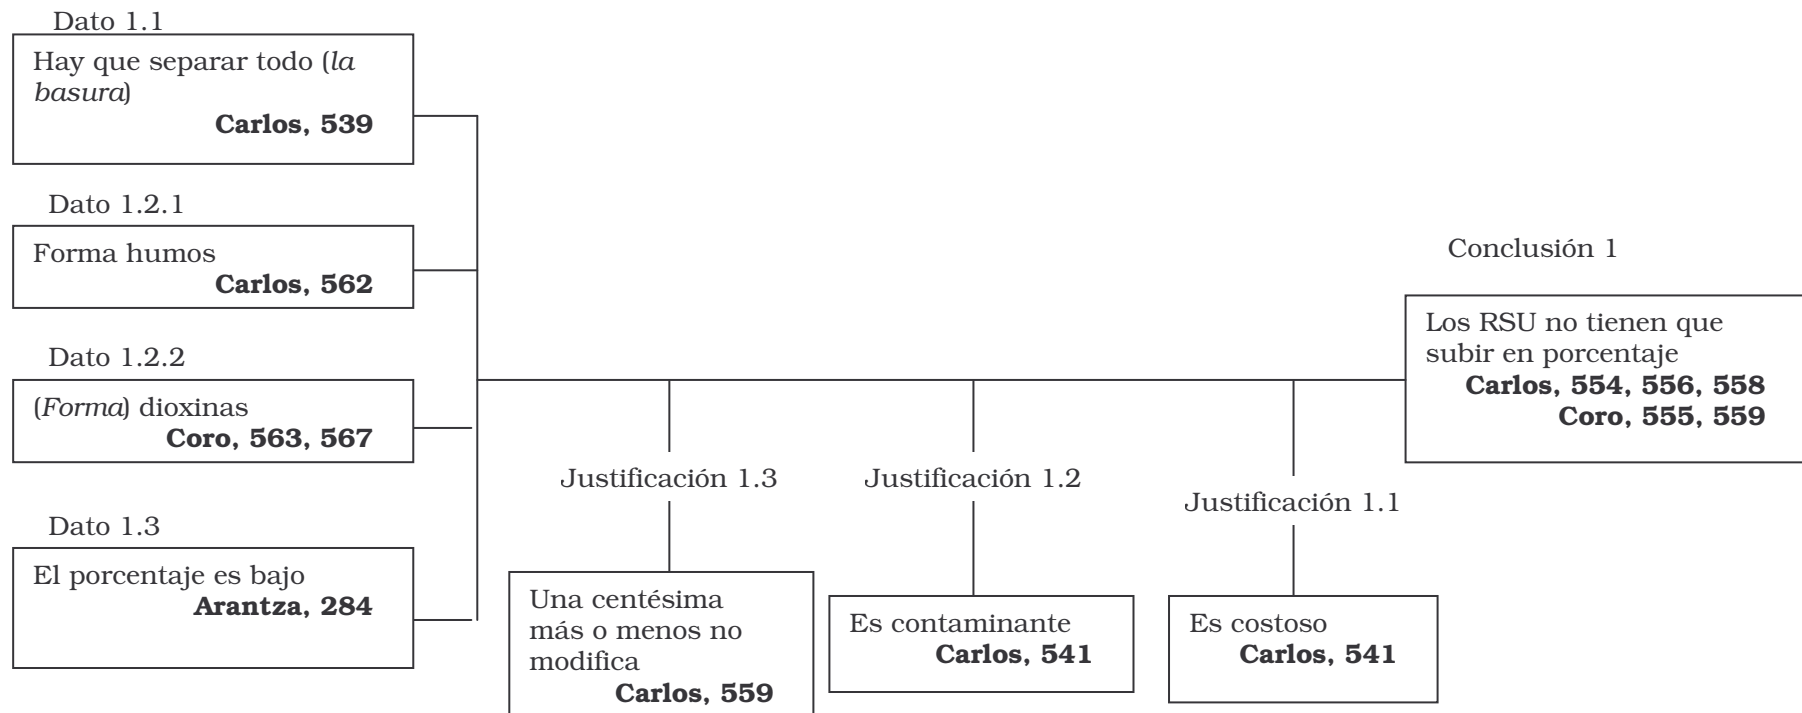 Dato 1.1
Hay que separar todo (la
basura)
Carlos, 539
Dato 1.2.1
Forma humos
Carlos, 562
Dato 1.2.2
(Forma) dioxinas
Coro, 563, 567
Dato 1.3
El porcentaje es bajo
Arantza, 284
Justificación 1.3
Una centésima
más o menos no
modifica
Carlos, 559
Justificación 1.2
Es contaminante
Carlos, 541
Justificación 1.1
Es costoso
Carlos, 541
Conclusión 1
Los RSU no tienen que
subir en porcentaje
Carlos, 554, 556, 558
Coro, 555, 559